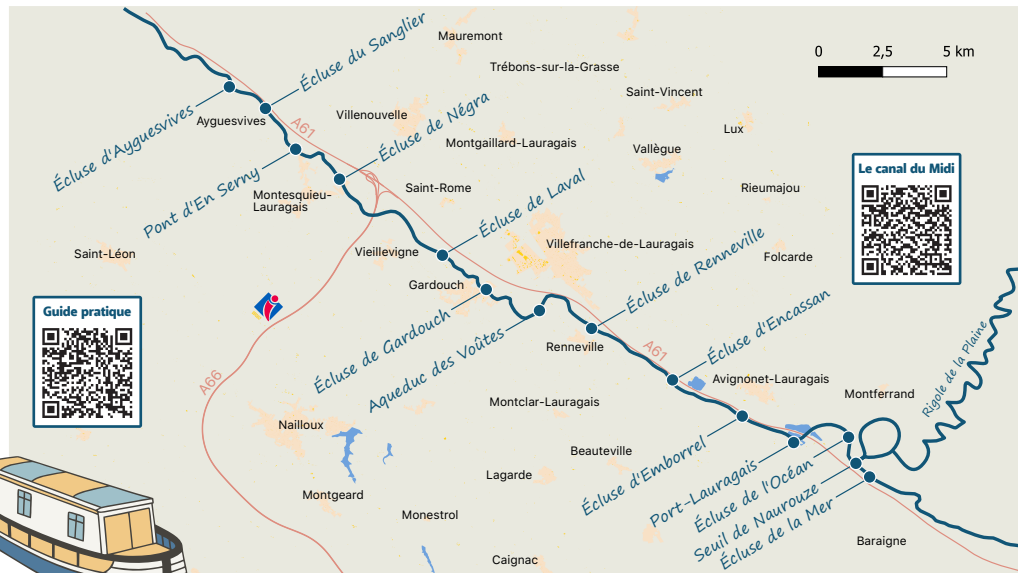 Mauremont
0 2,5 5 km
Écluse du Sanglier
Trébons-sur-la-Grasse
Saint-Vincent
Écluse d'Ayguesvives
Ayguesvives
A61
Villenouvelle
Écluse de Négra
Montgaillard-Lauragais
Lux
Vallègue
Le canal du Midi
Pont d'En Serny
Montesquieu-
Lauragais
Saint-Rome
Écluse de Laval
Rieumajou
Saint-Léon
Vieillevigne
Villefranche-de-Lauragais
Folcarde
Écluse de Renneville
Gardouch
Guide pratique
Écluse de Gardouch
Aqueduc des Voûtes
Renneville
A61
Écluse d'Encassan
Rigole de la Plaine
A66
Avignonet-Lauragais
Montferrand
Montclar-Lauragais
Nailloux
Beauteville
Écluse d'Emborrel
Port-Lauragais
Écluse de l'Océan
Seuil de Naurouze
Écluse de la Mer
Lagarde
Montgeard
Monestrol
Baraigne
Caignac